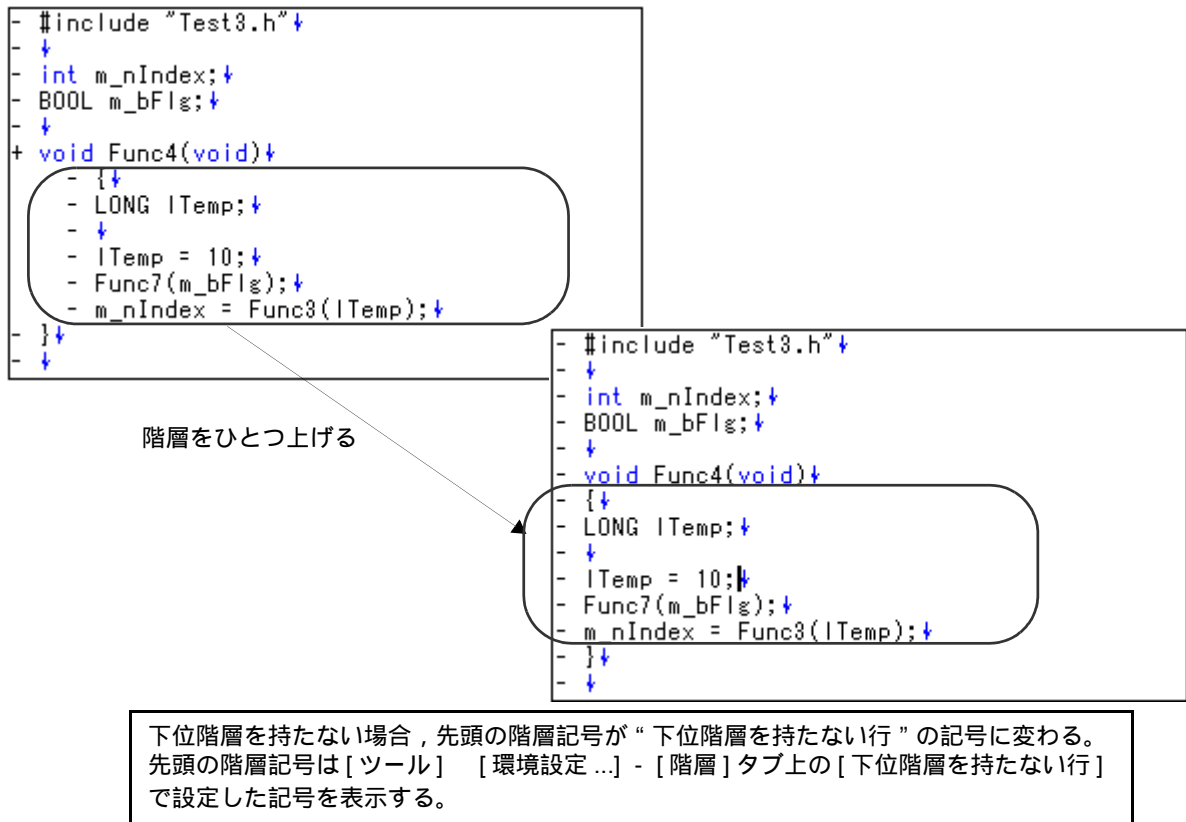 - #include "Test3.h"↓
- ↓
- int m_nIndex;↓
- BOOL m_bFlg;↓
- ↓
+ void Func4(void)↓
- {↓
- LONG lTemp;↓
- ↓
- lTemp = 10;↓
- Func7(m_bFlg);↓
- m_nIndex = Func3(lTemp);↓
- }↓
- ↓
階層をひとつ上げる
- #include "Test3.h"↓
- ↓
- int m_nIndex;↓
- BOOL m_bFlg;↓
- ↓
- void Func4(void)↓
- {↓
- LONG lTemp;↓
- ↓
- lTemp = 10;↓
- Func7(m_bFlg);↓
- m_nIndex = Func3(lTemp);↓
- }↓
- ↓
下位階層を持たない場合,先頭の階層記号が“下位階層を持たない行”の記号に変わる。
先頭の階層記号は[ツール] [環境設定...] - [階層]タブ上の[下位階層を持たない行]
で設定した記号を表示する。